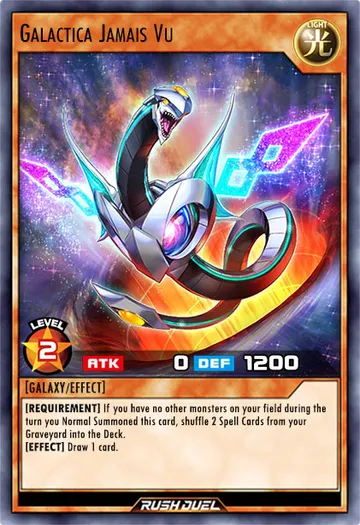 Galactica Jamais Vu
LIGHT
光
LEVEL
2
ATK 0 DEF 1200
[GALAXY/EFFECT]
[REQUIREMENT] If you have no other monsters on your field during the
turn you Normal Summoned this card, shuffle 2 Spell Cards from your
Graveyard into the Deck.
[EFFECT] Draw 1 card.
RUSH DUEL